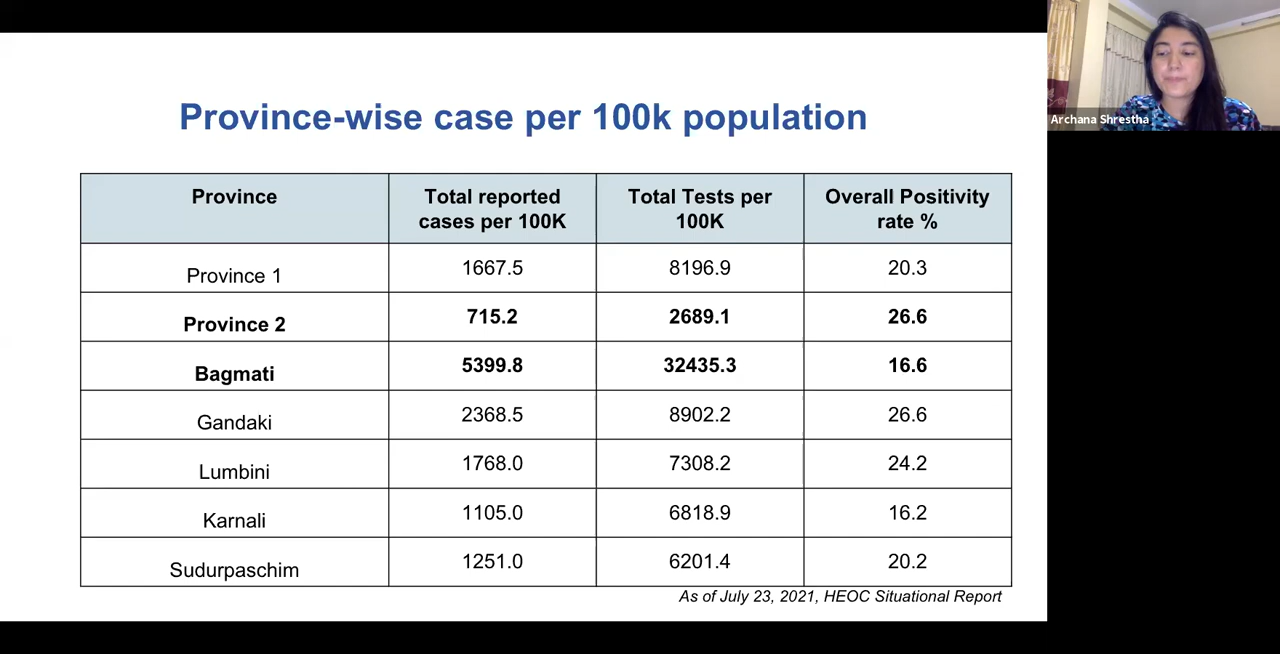 Province-wise case per 100k population
Archana Shrestha
Province Total reported cases per 100K Total Tests per 100K Overall Positivity rate %
Province 1 1667.5 8196.9 20.3
Province 2 715.2 2689.1 26.6
Bagmati 5399.8 32435.3 16.6
Gandaki 2368.5 8902.2 26.6
Lumbini 1768.0 7308.2 24.2
Karnali 1105.0 6818.9 16.2
Sudurpaschim 1251.0 6201.4 20.2
As of July 23, 2021, HEOC Situational Report